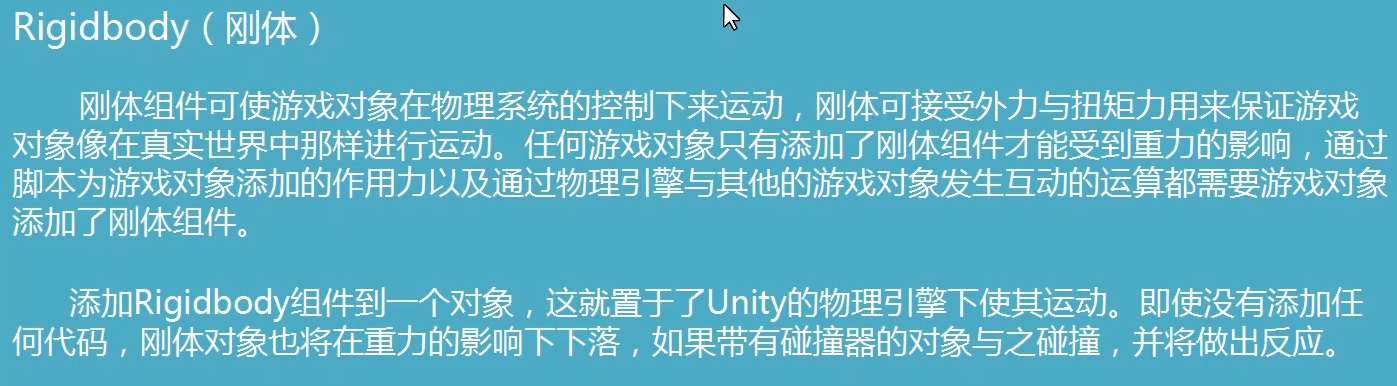 Rigidbody（刚体）
刚体组件可使游戏对象在物理系统的控制下来运动，刚体可接受外力与扭矩力用来保证游戏
对象像在真实世界中那样进行运动。任何游戏对象只有添加了刚体组件才能受到重力的影响，通过
脚本为游戏对象添加的作用力以及通过物理引擎与其他的游戏对象发生互动的运算都需要游戏对象
添加了刚体组件。
添加Rigidbody组件到一个对象，这就置于了Unity的物理引擎下使其运动。即使没有添加任
何代码，刚体对象也将在重力的影响下下落，如果带有碰撞器的对象与之碰撞，并将做出反应。